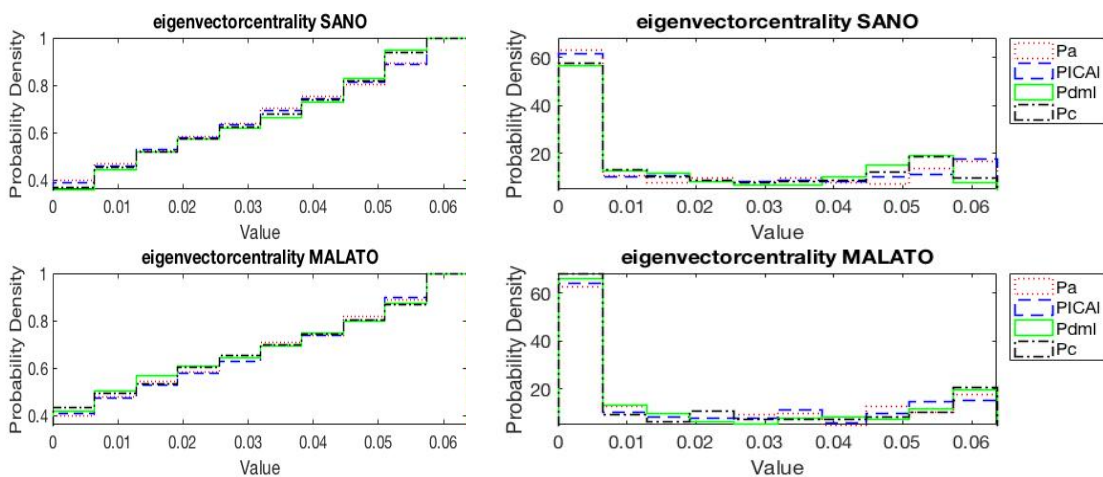 eigenvectorcentrality SANO
Probability Density
1
0.8
0.6
0.4
0 0.01 0.02 0.03 0.04 0.05 0.06
Value
eigenvectorcentrality SANO
Probability Density
60
40
20
0 0.01 0.02 0.03 0.04 0.05 0.06
Value
Pa
PICAI
Pdml
Pc
eigenvectorcentrality MALATO
Probability Density
1
0.8
0.6
0.4
0 0.01 0.02 0.03 0.04 0.05 0.06
Value
eigenvectorcentrality MALATO
Probability Density
60
40
20
0 0.01 0.02 0.03 0.04 0.05 0.06
Value
Pa
PICAI
Pdml
Pc